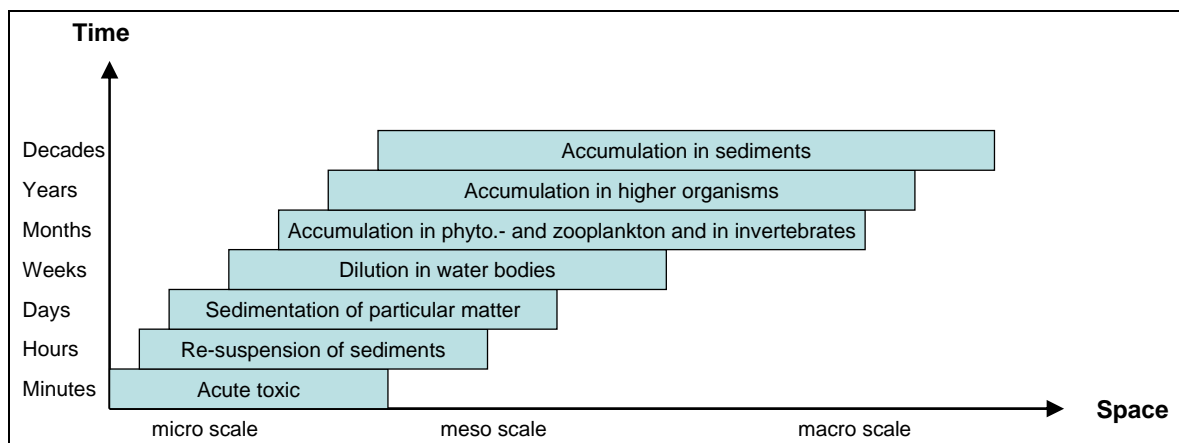 Time
Decades Accumulation in sediments
Years Accumulation in higher organisms
Months Accumulation in phyto.- and zooplankton and in invertebrates
Weeks Dilution in water bodies
Days Sedimentation of particular matter
Hours Re-suspension of sediments
Minutes Acute toxic
Space
micro scale meso scale macro scale